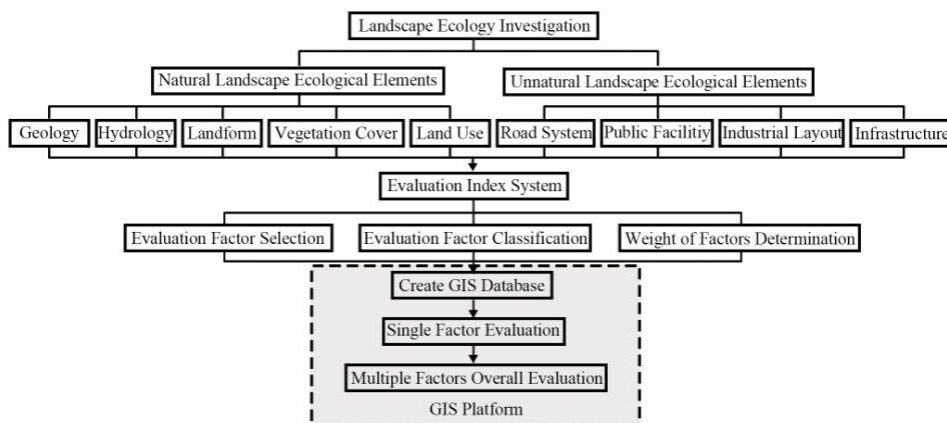 Landscape Ecology Investigation
Natural Landscape Ecological Elements
Unnatural Landscape Ecological Elements
Geology
Hydrology
Landform
Vegetation Cover
Land Use
Road System
Public Facilitiy
Industrial Layout
Infrastructure
Evaluation Index System
Evaluation Factor Selection
Evaluation Factor Classification
Weight of Factors Determination
Create GIS Database
Single Factor Evaluation
Multiple Factors Overall Evaluation
GIS Platform